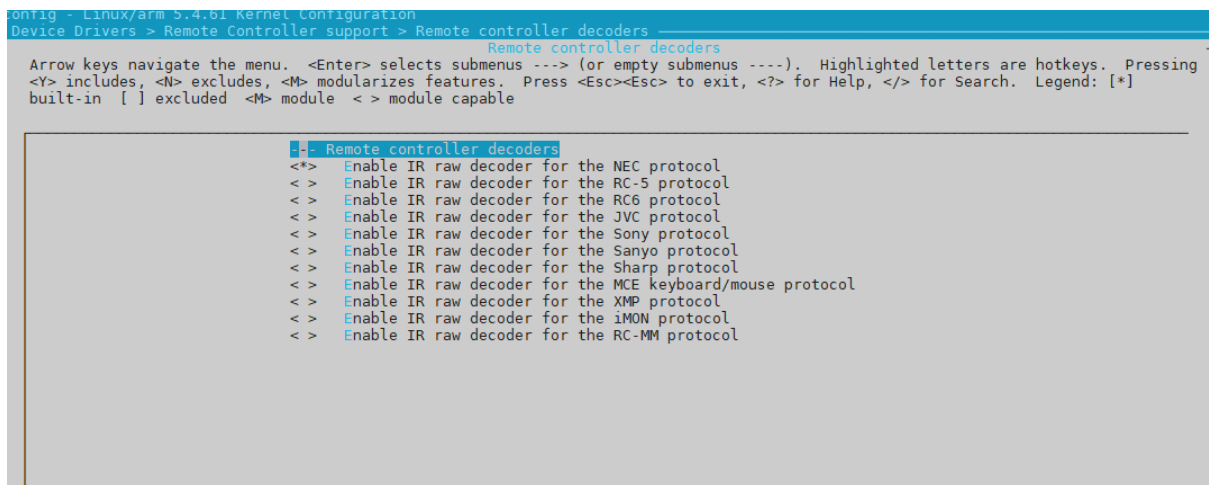 config - Linux/arm 5.4.61 Kernel Configuration
Device Drivers > Remote Controller support > Remote controller decoders
Remote controller decoders
Arrow keys navigate the menu.  <Enter> selects submenus ---> (or empty submenus ----).  Highlighted letters are hotkeys.  Pressing
<Y> includes, <N> excludes, <M> modularizes features.  Press <Esc><Esc> to exit, <?> for Help, </> for Search.  Legend: [*]
built-in  [ ] excluded  <M> module  < > module capable
--- Remote controller decoders
<*>   Enable IR raw decoder for the NEC protocol
< >   Enable IR raw decoder for the RC-5 protocol
< >   Enable IR raw decoder for the RC6 protocol
< >   Enable IR raw decoder for the JVC protocol
< >   Enable IR raw decoder for the Sony protocol
< >   Enable IR raw decoder for the Sanyo protocol
< >   Enable IR raw decoder for the Sharp protocol
< >   Enable IR raw decoder for the MCE keyboard/mouse protocol
< >   Enable IR raw decoder for the XMP protocol
< >   Enable IR raw decoder for the iMON protocol
< >   Enable IR raw decoder for the RC-MM protocol